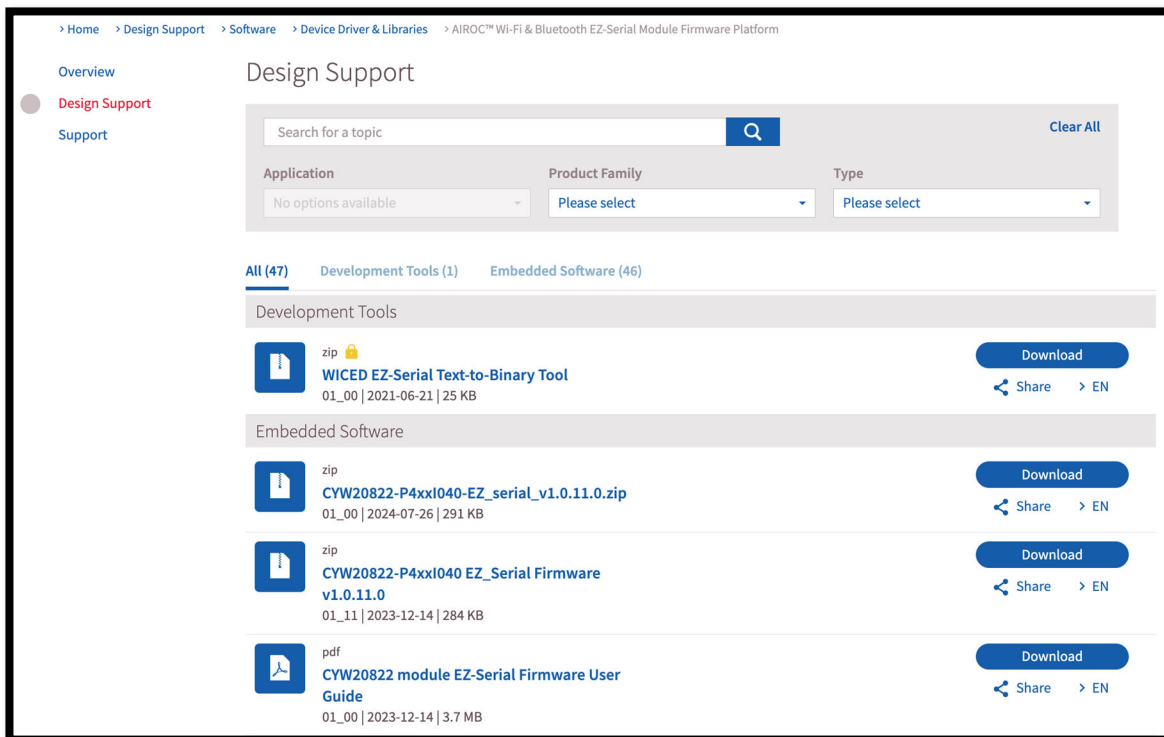 > Home > Design Support > Software > Device Driver & Libraries > AIROC™ Wi-Fi & Bluetooth EZ-Serial Module Firmware Platform
Overview
Design Support
Support
Design Support
Search for a topic
Clear All
Application Product Family Type
No options available Please select Please select
All (47) Development Tools (1) Embedded Software (46)
Development Tools
zip
WICED EZ-Serial Text-to-Binary Tool
01_00 | 2021-06-21 | 25 KB
Download
Share > EN
Embedded Software
zip
CYW20822-P4xxI040-EZ_serial_v1.0.11.0.zip
01_00 | 2024-07-26 | 291 KB
Download
Share > EN
zip
CYW20822-P4xxI040 EZ_Serial Firmware
v1.0.11.0
01_11 | 2023-12-14 | 284 KB
Download
Share > EN
pdf
CYW20822 module EZ-Serial Firmware User
Guide
01_00 | 2023-12-14 | 3.7 MB
Download
Share > EN